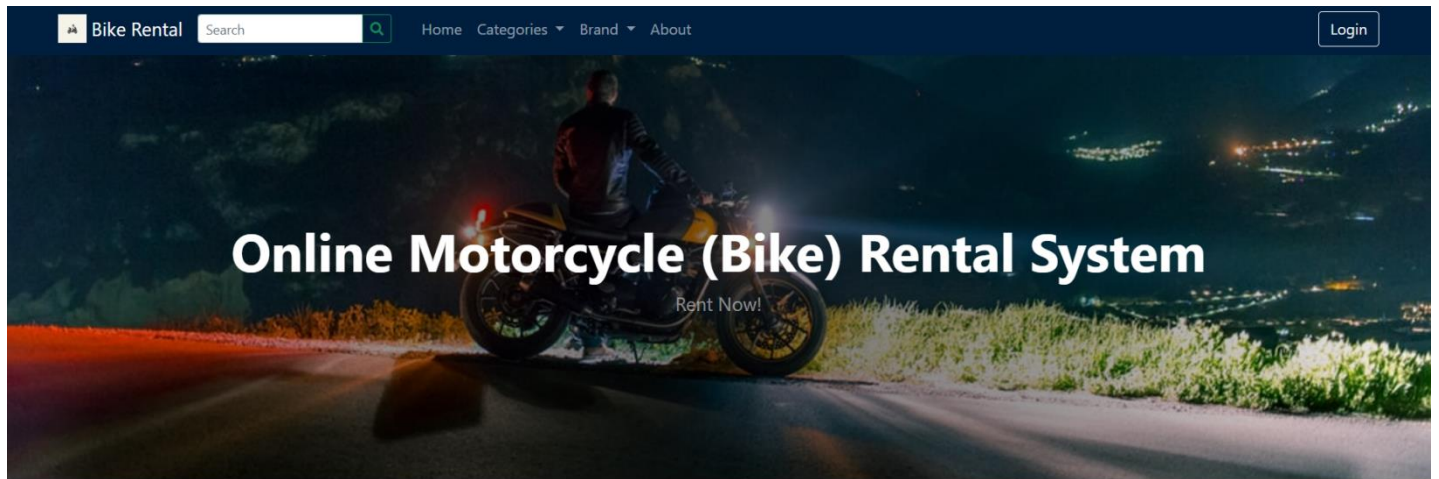 Bike Rental Search Home Categories Brand About Login
Online Motorcycle (Bike) Rental System
Rent Now!